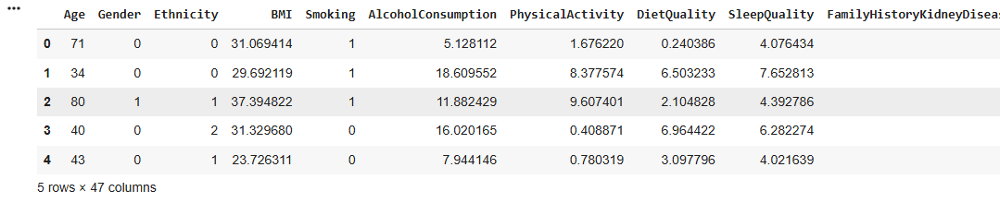 Age Gender Ethnicity BMI Smoking AlcoholConsumption PhysicalActivity DietQuality SleepQuality FamilyHistoryKidneyDiseas
0 71 0 0 31.069414 1 5.128112 1.676220 0.240386 4.076434
1 34 0 0 29.692119 1 18.609552 8.377574 6.503233 7.652813
2 80 1 1 37.394822 1 11.882429 9.607401 2.104828 4.392786
3 40 0 2 31.329680 0 16.020165 0.408871 6.964422 6.282274
4 43 0 1 23.726311 0 7.944146 0.780319 3.097796 4.021639
5 rows × 47 columns